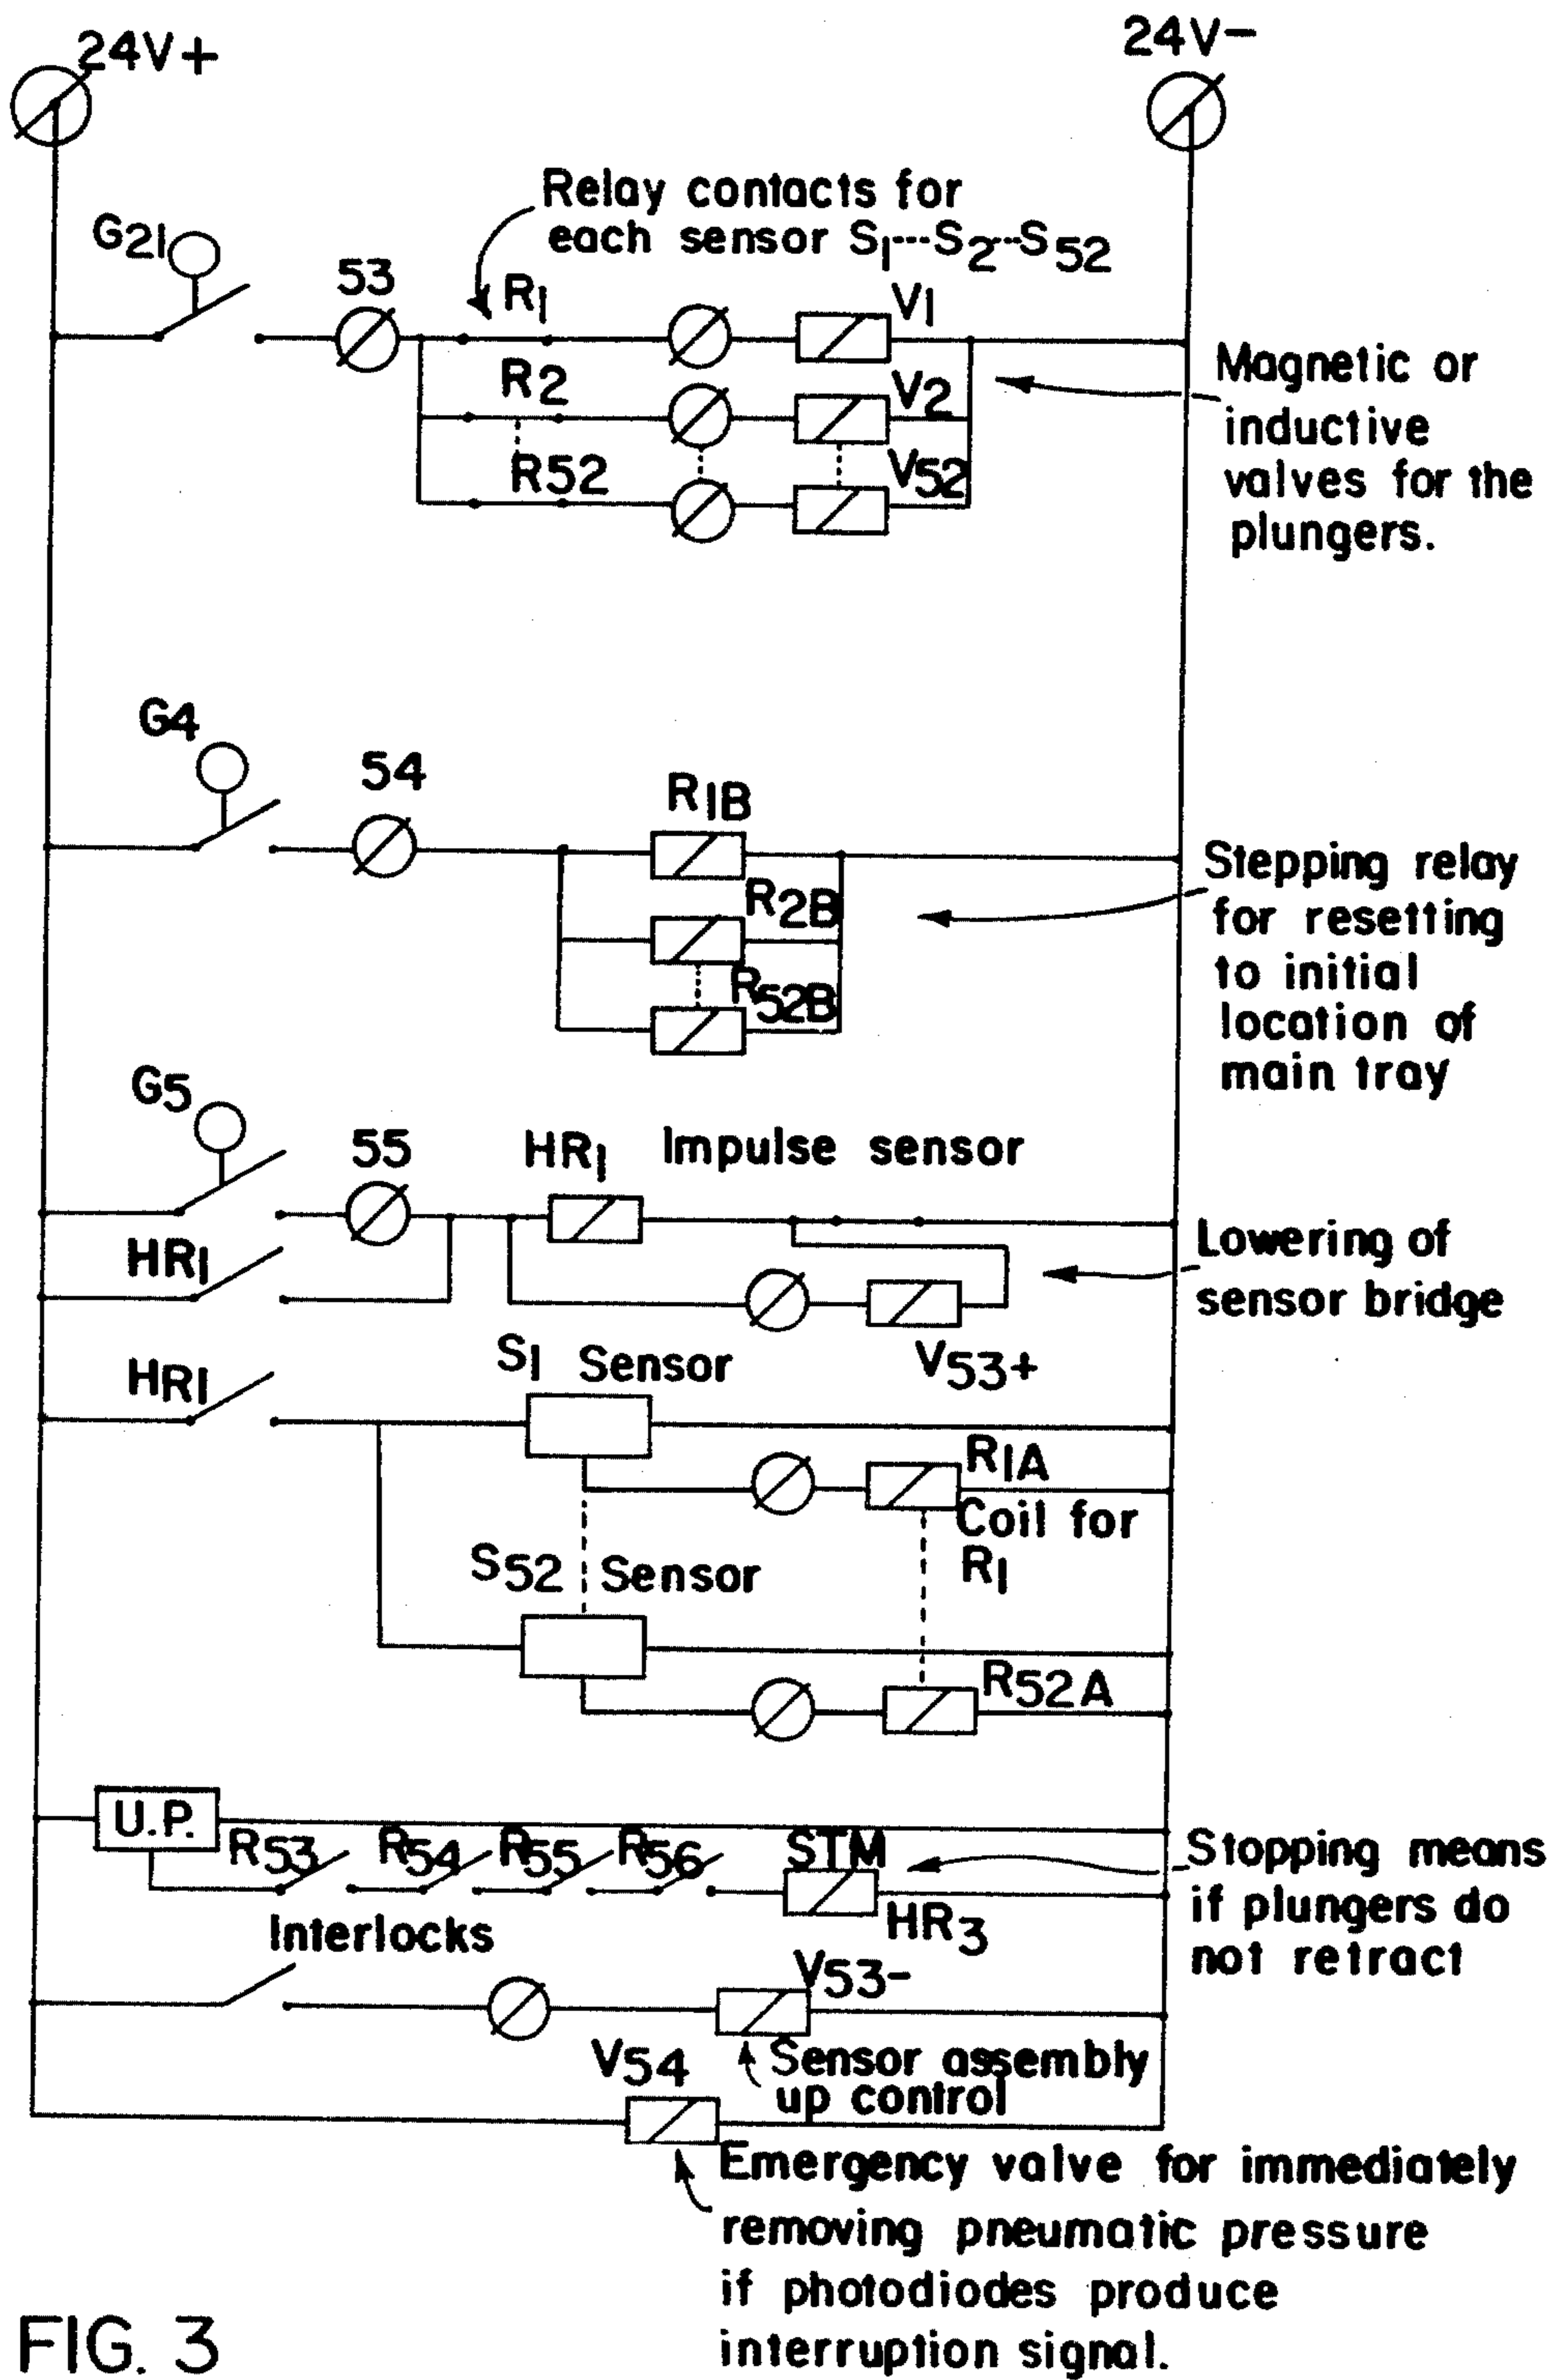 24V+
24V-
Relay contacts for
each sensor S1---S2--S52
G21
53
R1
V1
R2
V2
R52
V52
Magnetic or
inductive
valves for the
plungers.
G4
54
R1B
R2B
R52B
Stepping relay
for resetting
to initial
location of
main tray
G5
55
HR1
Impulse sensor
HR1
Lowering of
sensor bridge
V53+
HR1
S1 Sensor
R1A
Coil for
R1
S52 Sensor
R52A
U.P.
R53
R54
R55
R56
STM
HR3
Stopping means
if plungers do
not retract
Interlocks
V53-
Sensor assembly
up control
V54
Emergency valve for immediately
removing pneumatic pressure
if photodiodes produce
interruption signal.
FIG. 3